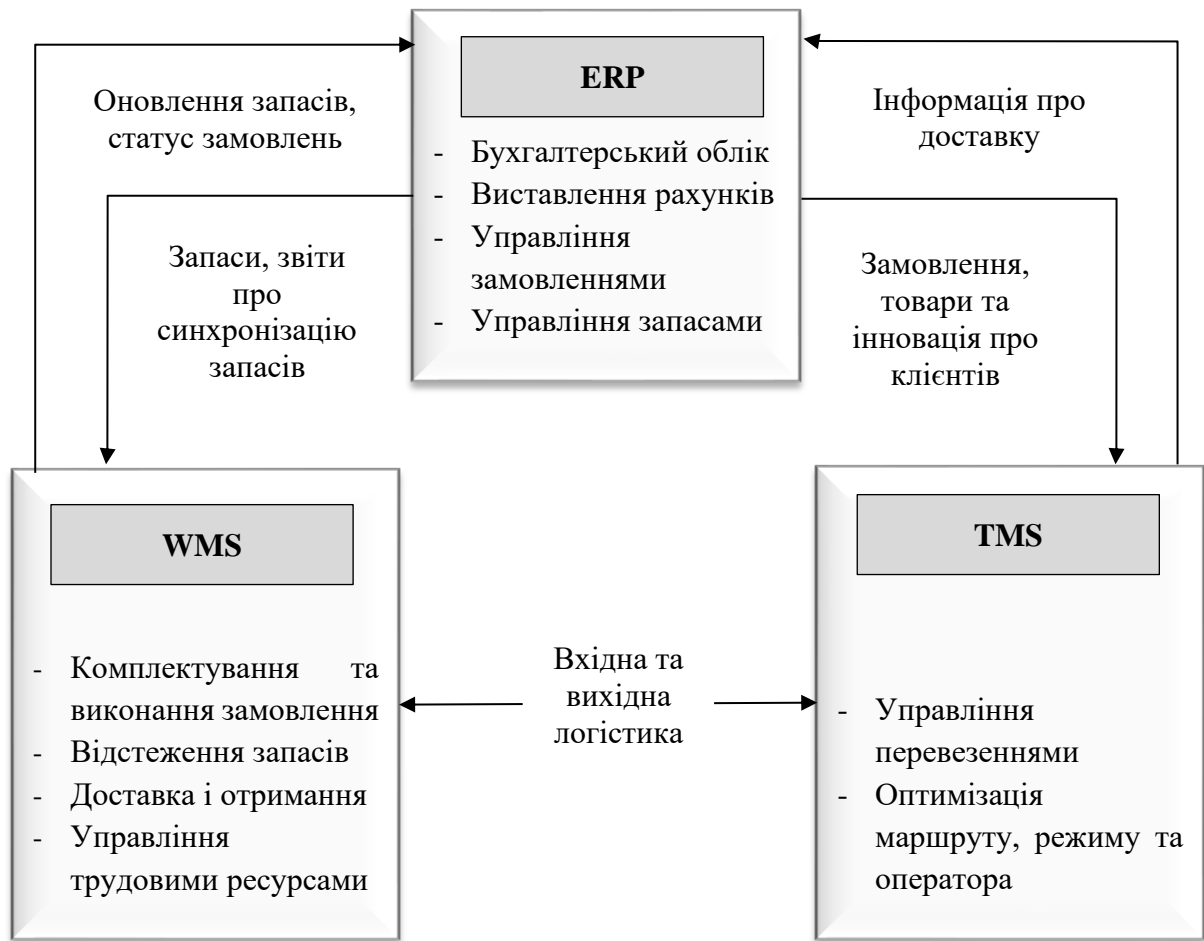 ERP
- Бухгалтерський облік
- Виставлення рахунків
- Управління
замовленнями
- Управління запасами
Оновлення запасів,
статус замовлень
Інформація про
доставку
Запаси, звіти
про
синхронізацію
запасів
Замовлення,
товари та
інновація про
клієнтів
WMS
- Комплектування та
виконання замовлення
- Відстеження запасів
- Доставка і отримання
- Управління
трудовими ресурсами
Вхідна та
вихідна
логістика
TMS
- Управління
перевезеннями
- Оптимізація
маршруту, режиму та
оператора